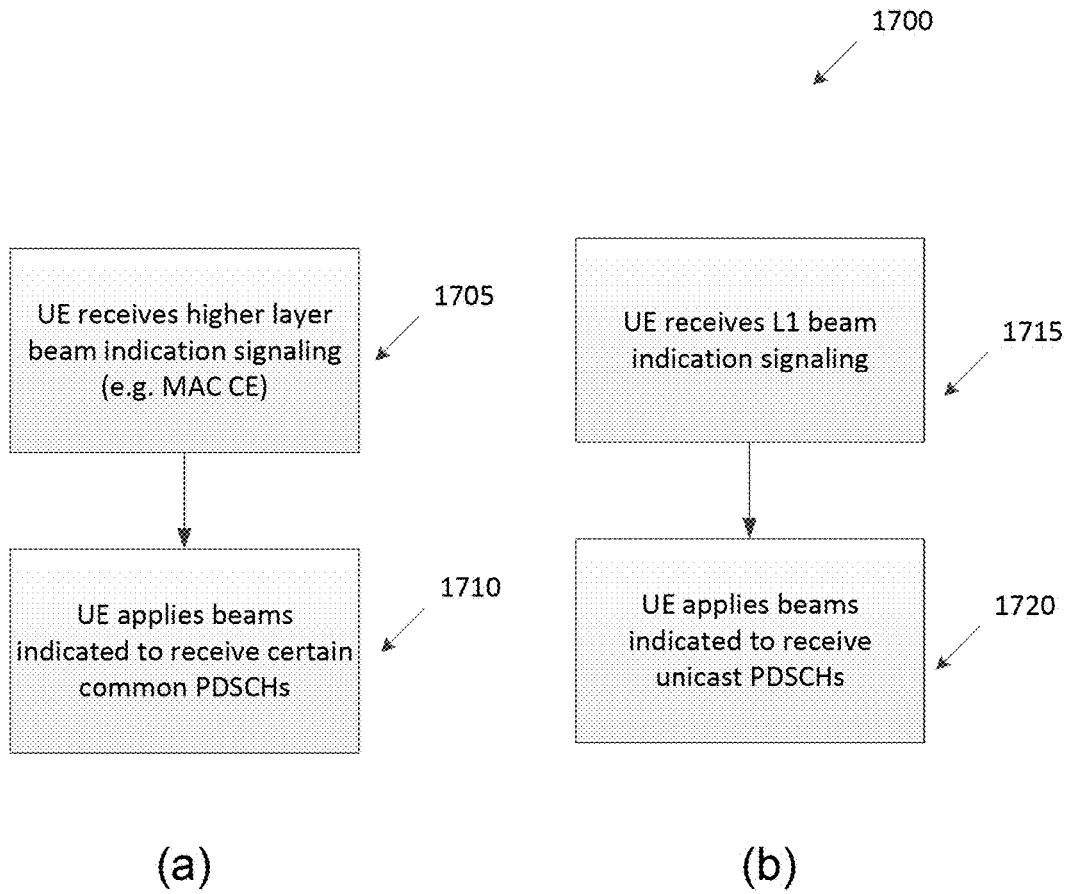 1700
UE receives higher layer
beam indication signaling
(e.g. MAC CE)
1705
UE receives L1 beam
indication signaling
1715
UE applies beams
indicated to receive certain
common PDSCHs
1710
UE applies beams
indicated to receive
unicast PDSCHs
1720
(a)
(b)